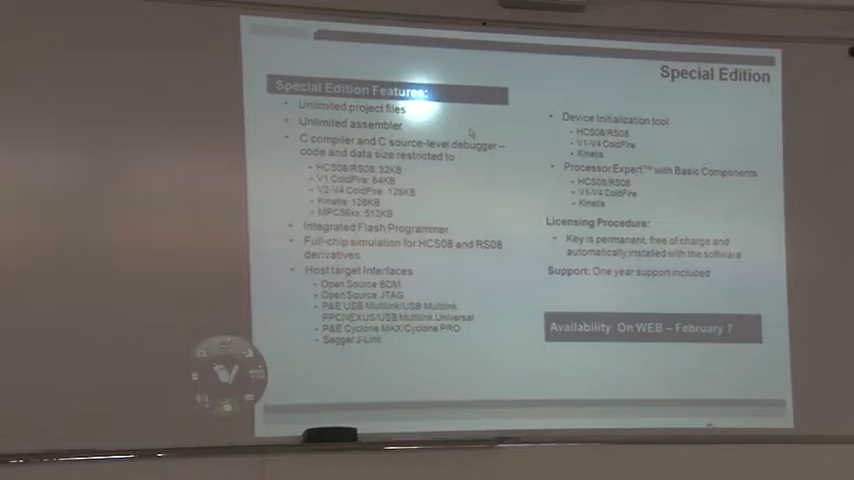 Special Edition
Special Edition Features:
Unlimited project files
Unlimited assembler
C compiler and C source-level debugger –
code and data size restricted to
HCS08/RS08: 32KB
V1 ColdFire: 64KB
V2-V4 ColdFire: 128KB
Kinetis: 128KB
MPC56xx: 512KB
Integrated Flash Programmer
Full-chip simulation for HCS08 and RS08
derivatives
Host target Interfaces
Open Source BDM
Open Source JTAG
P&E USB Multilink/USB Multilink
PPCNEXUS/USB Multilink Universal
P&E Cyclone MAX/Cyclone PRO
Segger J-Link
Device Initialization tool
HCS08/RS08
V1-V4 ColdFire
Kinetis
Processor Expert™ with Basic Components
HCS08/RS08
V1-V4 ColdFire
Kinetis
Licensing Procedure:
Key is permanent, free of charge and
automatically installed with the software
Support: One year support included
Availability: On WEB – February 7